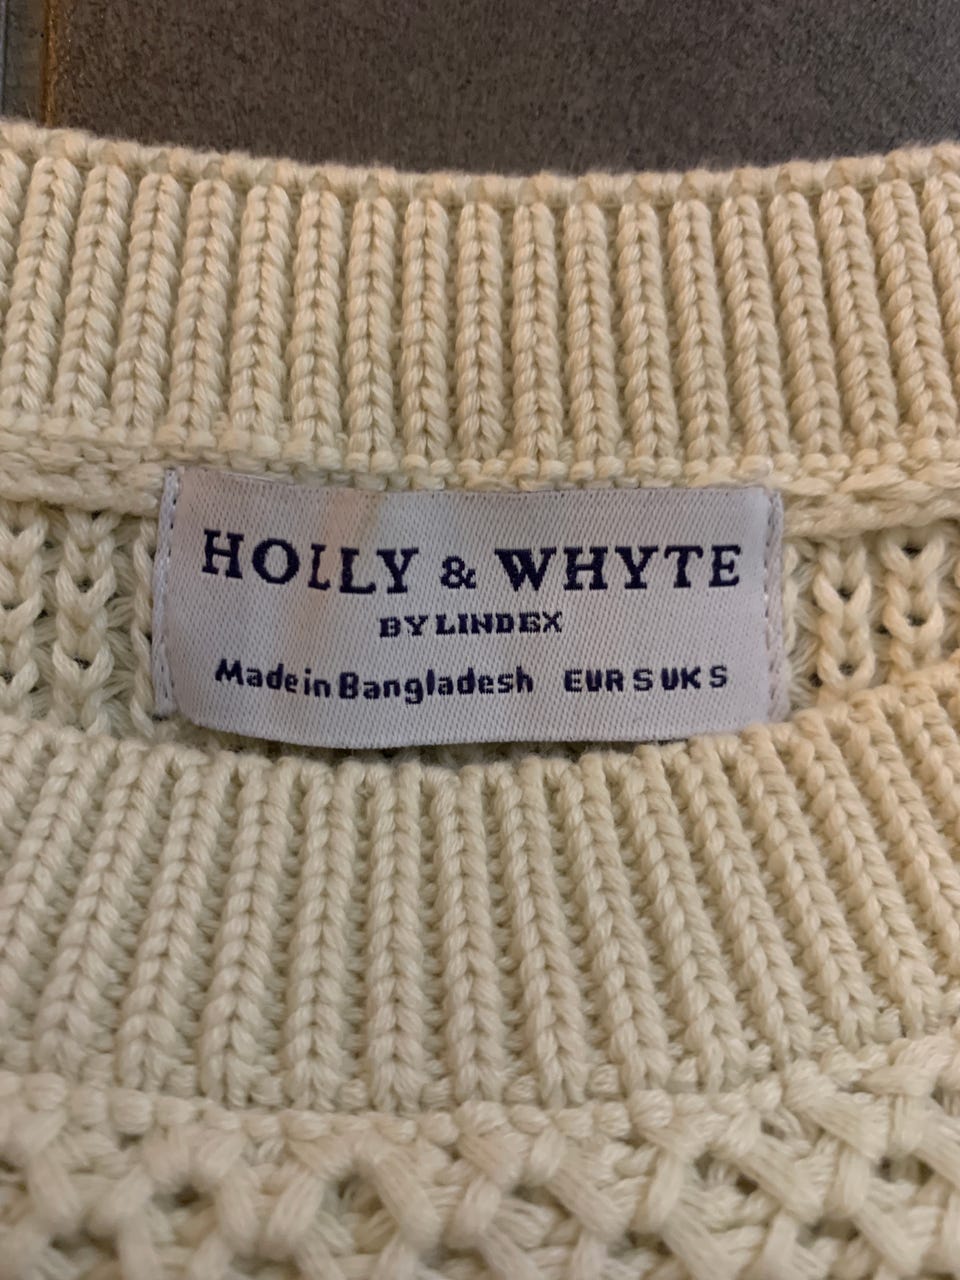 HOLLY & WHYTE
BY LINDEX
Made in Bangladesh EUR S UK S